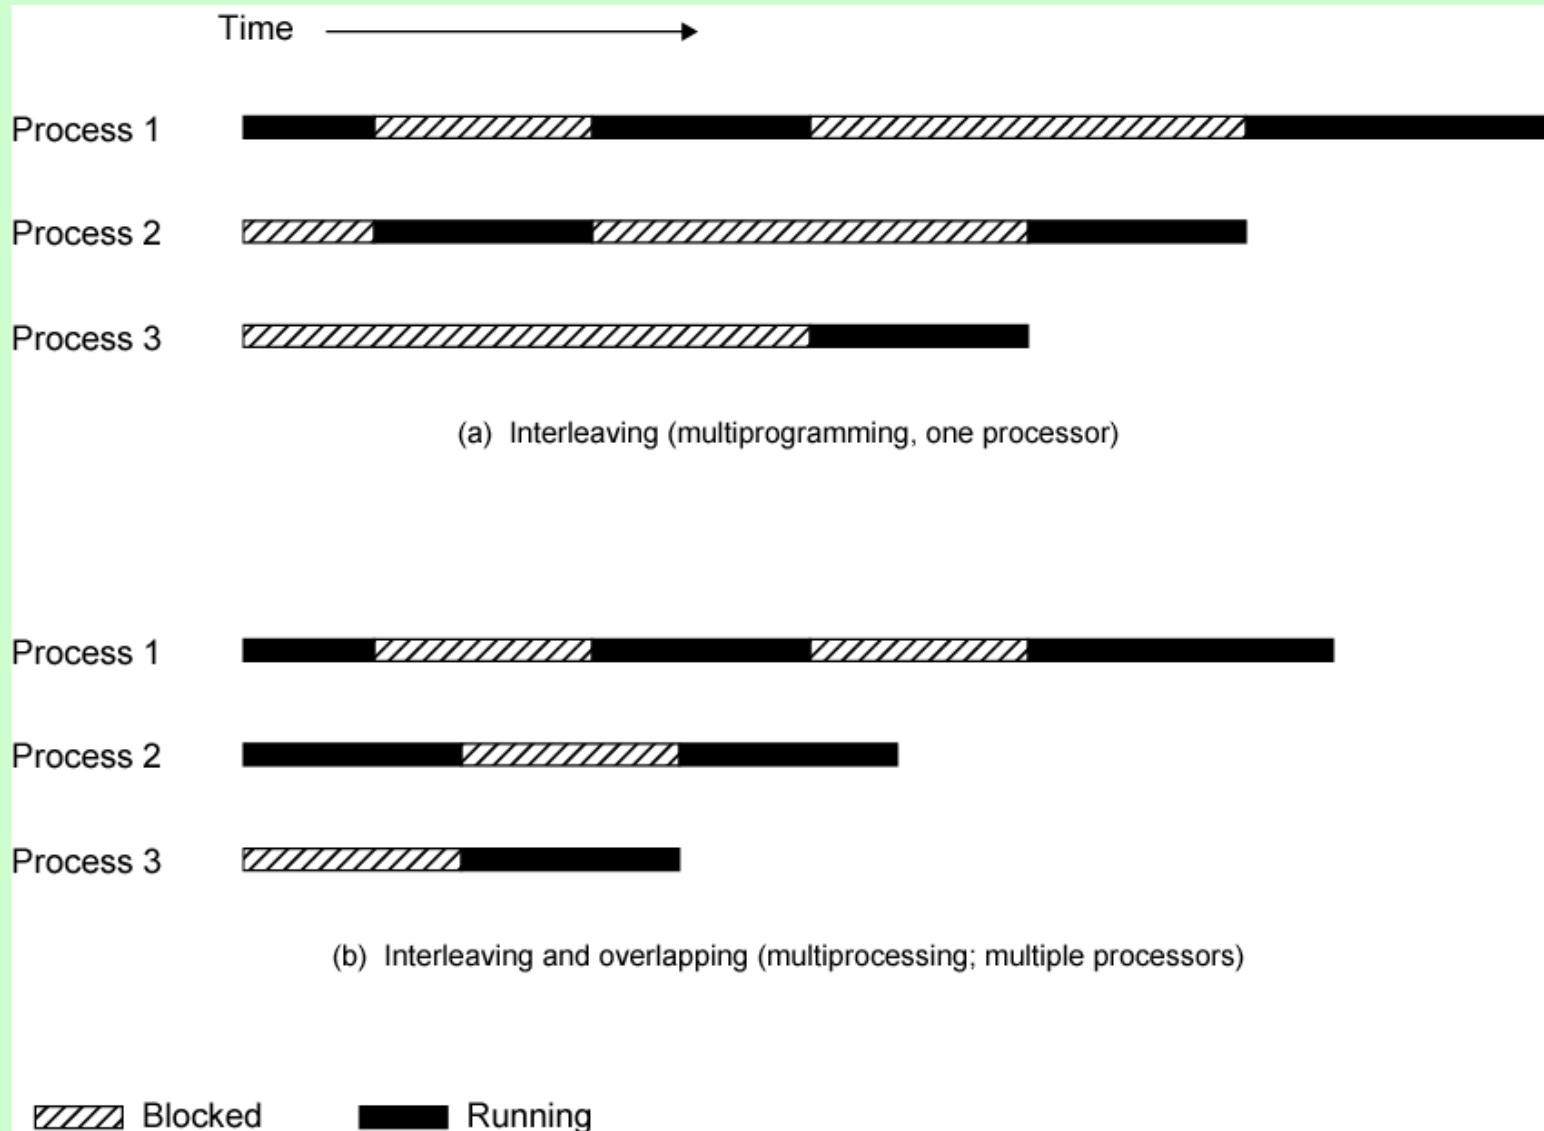 Time
Process 1
Process 2
Process 3
(a) Interleaving (multiprogramming, one processor)
Process 1
Process 2
Process 3
(b) Interleaving and overlapping (multiprocessing; multiple processors)
Blocked Running